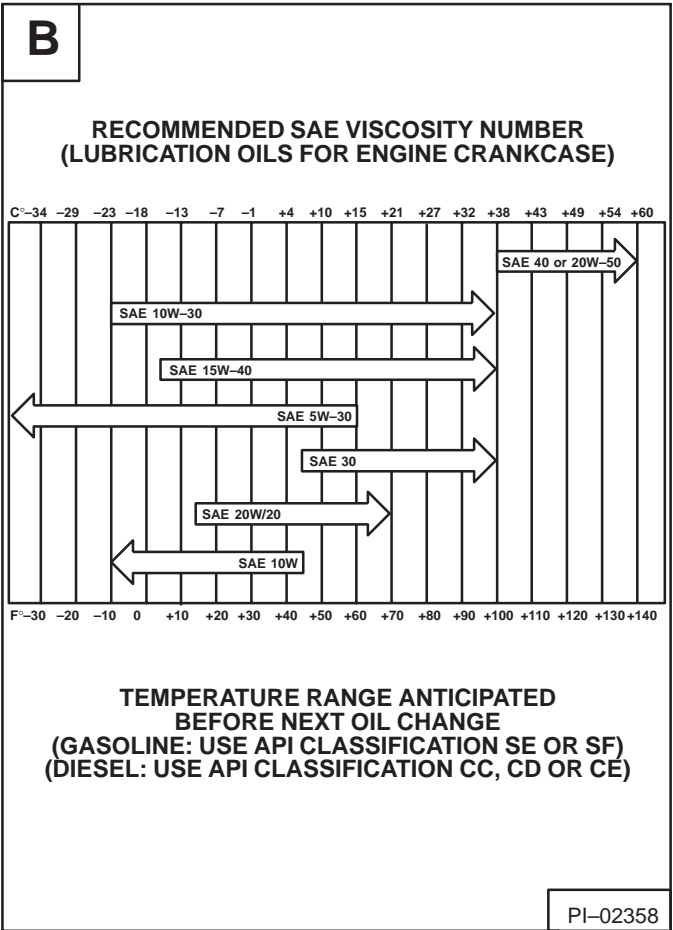 B
RECOMMENDED SAE VISCOSITY NUMBER
(LUBRICATION OILS FOR ENGINE CRANKCASE)
C°–34 –29 –23 –18 –13 –7 –1 +4 +10 +15 +21 +27 +32 +38 +43 +49 +54 +60
SAE 40 or 20W–50
SAE 10W–30
SAE 15W–40
SAE 5W–30
SAE 30
SAE 20W/20
SAE 10W
F°–30 –20 –10 0 +10 +20 +30 +40 +50 +60 +70 +80 +90 +100 +110 +120 +130 +140
TEMPERATURE RANGE ANTICIPATED
BEFORE NEXT OIL CHANGE
(GASOLINE: USE API CLASSIFICATION SE OR SF)
(DIESEL: USE API CLASSIFICATION CC, CD OR CE)
PI–02358